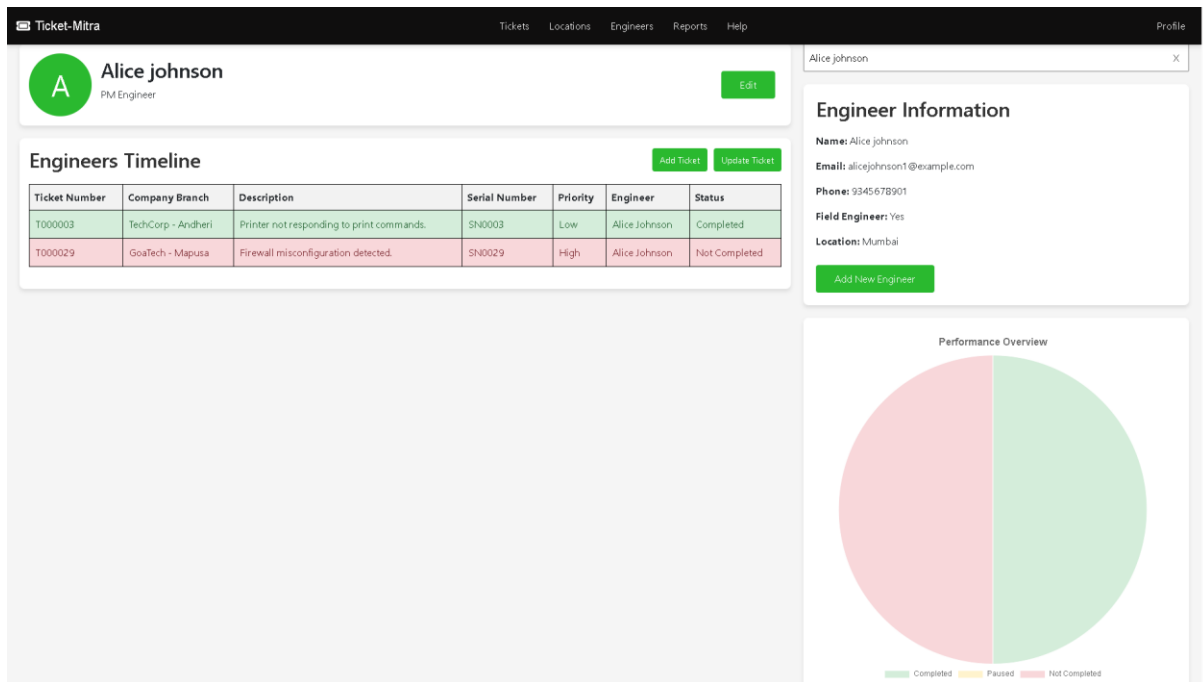 Ticket-Mitra
Tickets Locations Engineers Reports Help
Profile
A
Alice johnson
PM Engineer
Edit
Engineers Timeline
Add Ticket Update Ticket
Ticket Number Company Branch Description Serial Number Priority Engineer Status
T000003 TechCorp - Andheri Printer not responding to print commands. SN0003 Low Alice Johnson Completed
T000029 GoaTech - Mapusa Firewall misconfiguration detected. SN0029 High Alice Johnson Not Completed
Alice johnson X
Engineer Information
Name: Alice johnson
Email: alicejohnson1@example.com
Phone: 9345678901
Field Engineer: Yes
Location: Mumbai
Add New Engineer
Performance Overview
Completed Paused Not Completed